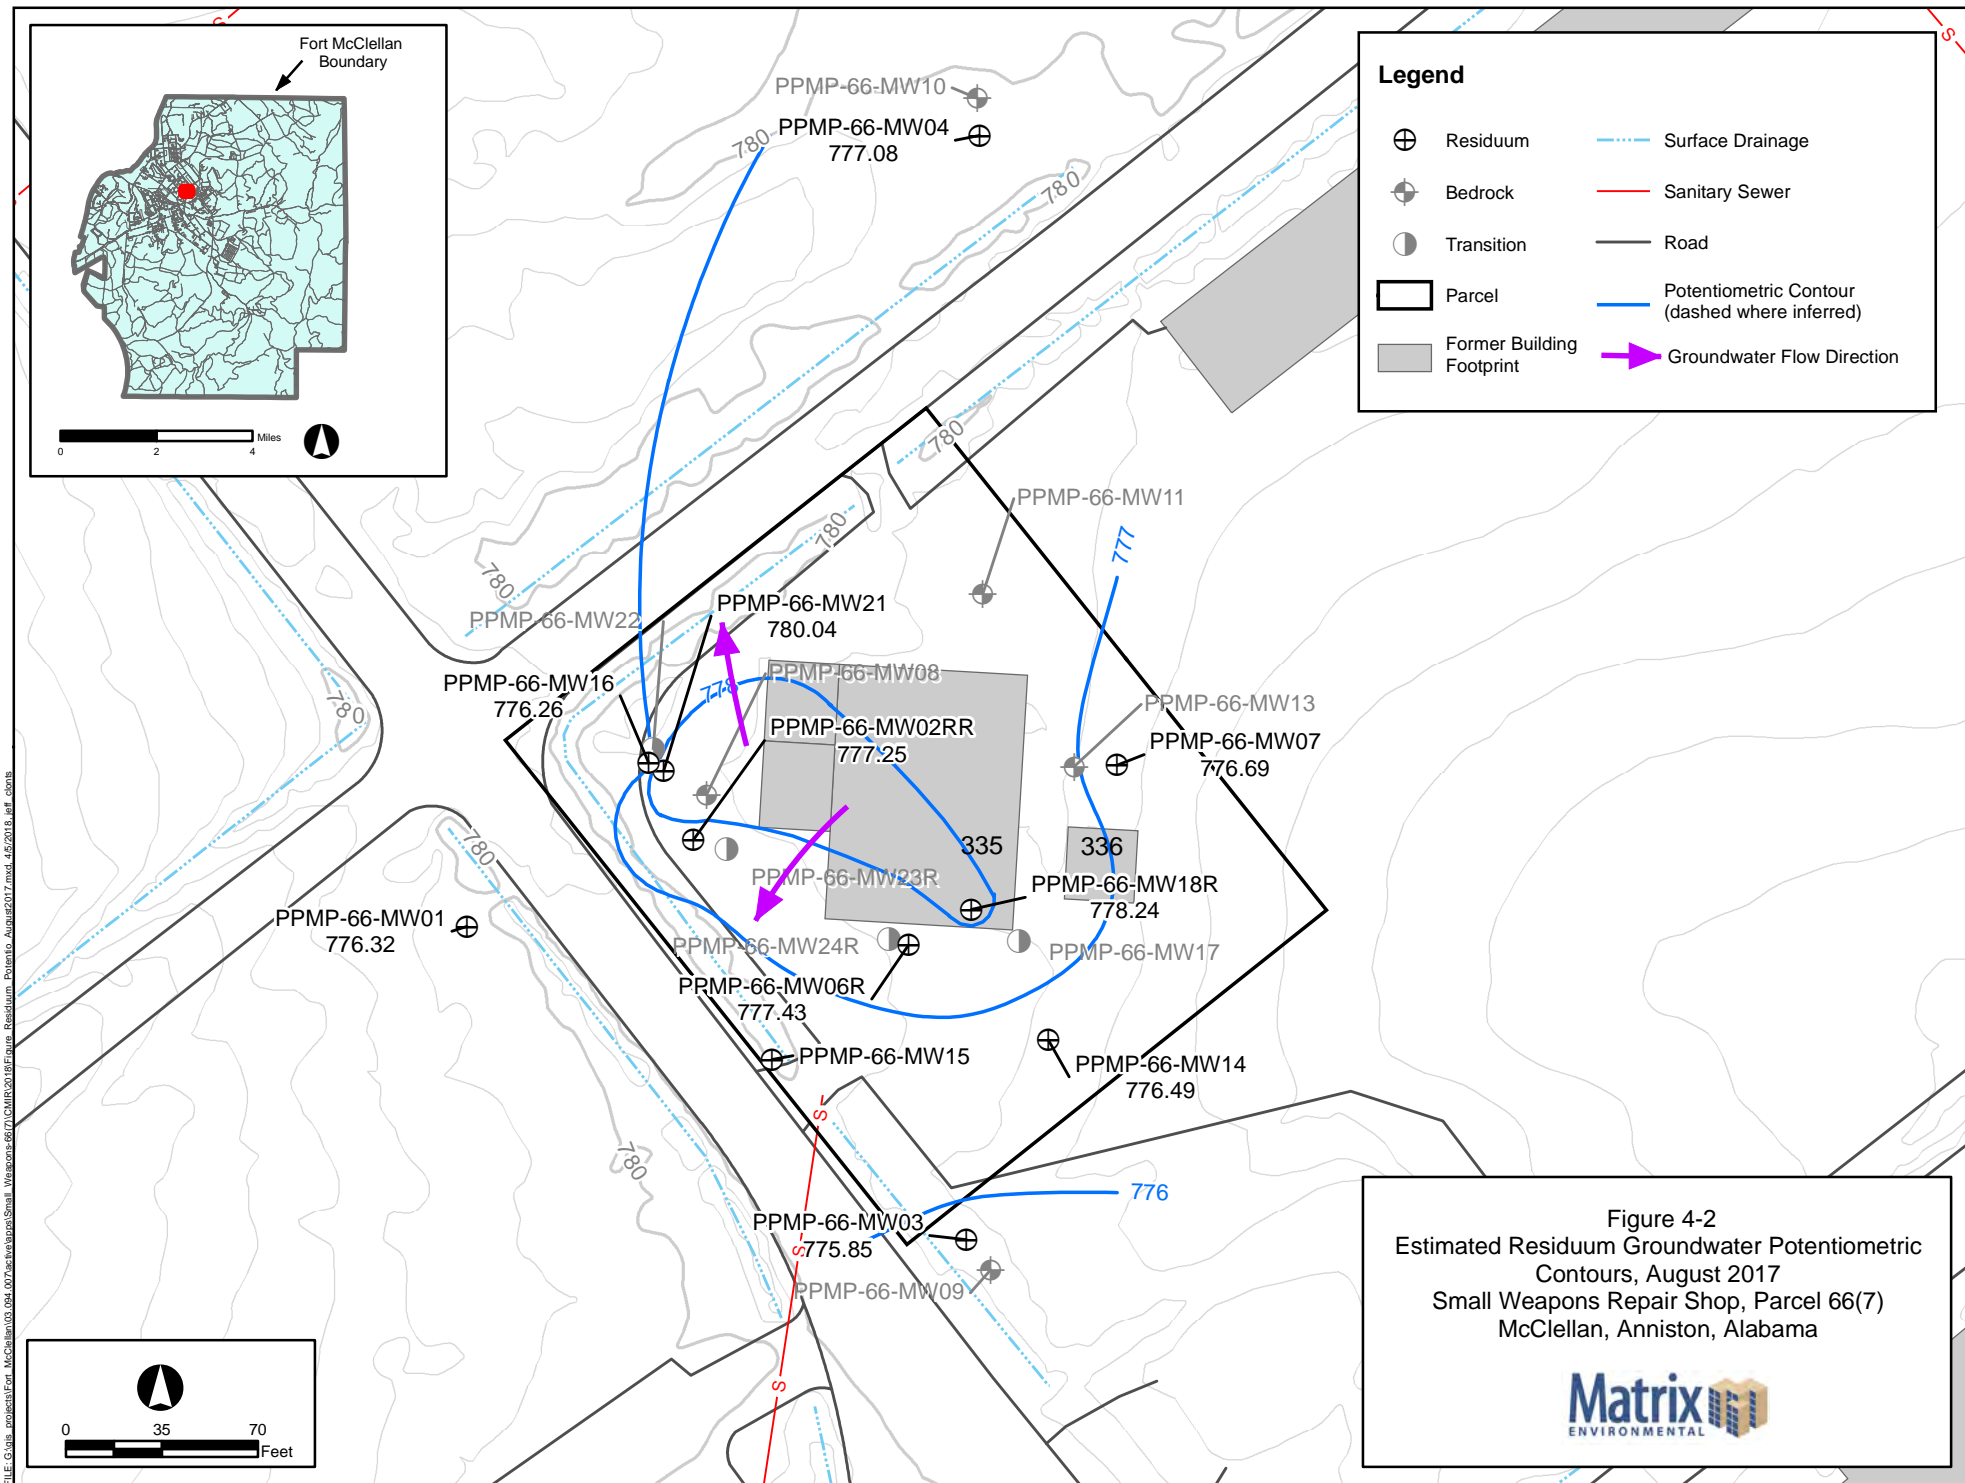 Fort McClellan
Boundary
Miles
0 2 4
Legend
Residuum
Bedrock
Transition
Parcel
Former Building
Footprint
Surface Drainage
Sanitary Sewer
Road
Potentiometric Contour
(dashed where inferred)
Groundwater Flow Direction
S
S
PPMP-66-MW10
PPMP-66-MW04
777.08
780
780
780
780
780
PPMP-66-MW11
777
PPMP-66-MW22
PPMP-66-MW21
780.04
PPMP-66-MW08
778
PPMP-66-MW16
776.26
780
PPMP-66-MW02RR
777.25
PPMP-66-MW13
PPMP-66-MW07
776.69
335
336
780
PPMP-66-MW23R
PPMP-66-MW18R
778.24
PPMP-66-MW01
776.32
PPMP-66-MW24R
PPMP-66-MW17
PPMP-66-MW06R
777.43
PPMP-66-MW15
PPMP-66-MW14
776.49
S
780
776
PPMP-66-MW03
775.85
S
PPMP-66-MW09
S
0 35 70
Feet
Figure 4-2
Estimated Residuum Groundwater Potentiometric
Contours, August 2017
Small Weapons Repair Shop, Parcel 66(7)
McClellan, Anniston, Alabama
Matrix
ENVIRONMENTAL